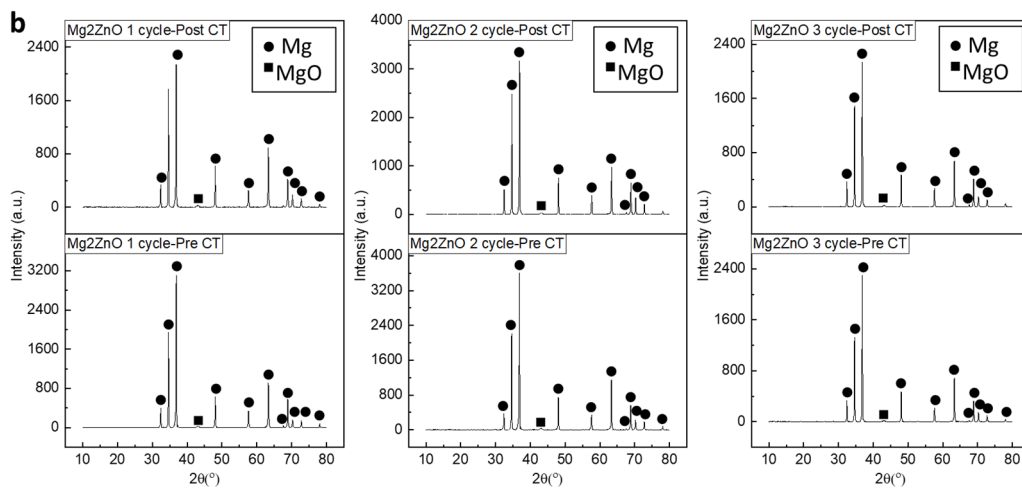 b
Mg2ZnO 1 cycle-Post CT
Mg
MgO
2400
1600
800
0
Mg2ZnO 1 cycle-Pre CT
3200
2400
1600
800
0
Intensity (a.u.)
10 20 30 40 50 60 70 80
2θ(°)
Mg2ZnO 2 cycle-Post CT
Mg
MgO
4000
3000
2000
1000
0
Mg2ZnO 2 cycle-Pre CT
4000
3200
2400
1600
800
0
Intensity (a.u.)
10 20 30 40 50 60 70 80
2θ(°)
Mg2ZnO 3 cycle-Post CT
Mg
MgO
2400
1600
800
0
Mg2ZnO 3 cycle-Pre CT
2400
1600
800
0
Intensity (a.u.)
10 20 30 40 50 60 70 80
2θ(°)